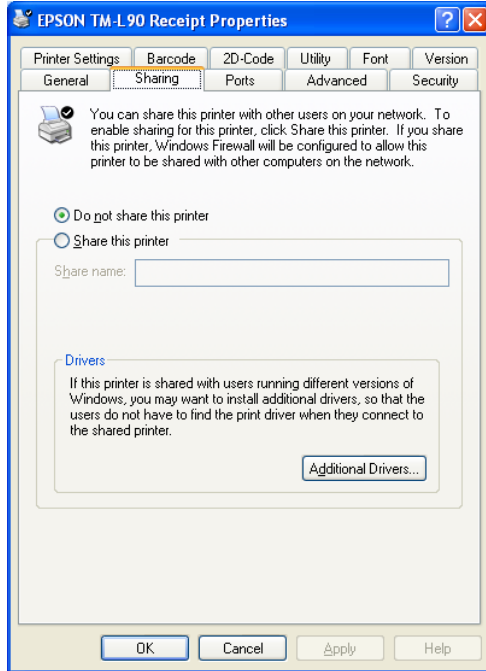 EPSON TM-L90 Receipt Properties
Printer Settings Barcode 2D-Code Utility Font Version
General Sharing Ports Advanced Security
You can share this printer with other users on your network. To
enable sharing for this printer, click Share this printer. If you share
this printer, Windows Firewall will be configured to allow this
printer to be shared with other computers on the network.
Do not share this printer
Share this printer
Share name:
Drivers
If this printer is shared with users running different versions of
Windows, you may want to install additional drivers, so that the
users do not have to find the print driver when they connect to
the shared printer.
Additional Drivers...
OK Cancel Apply Help